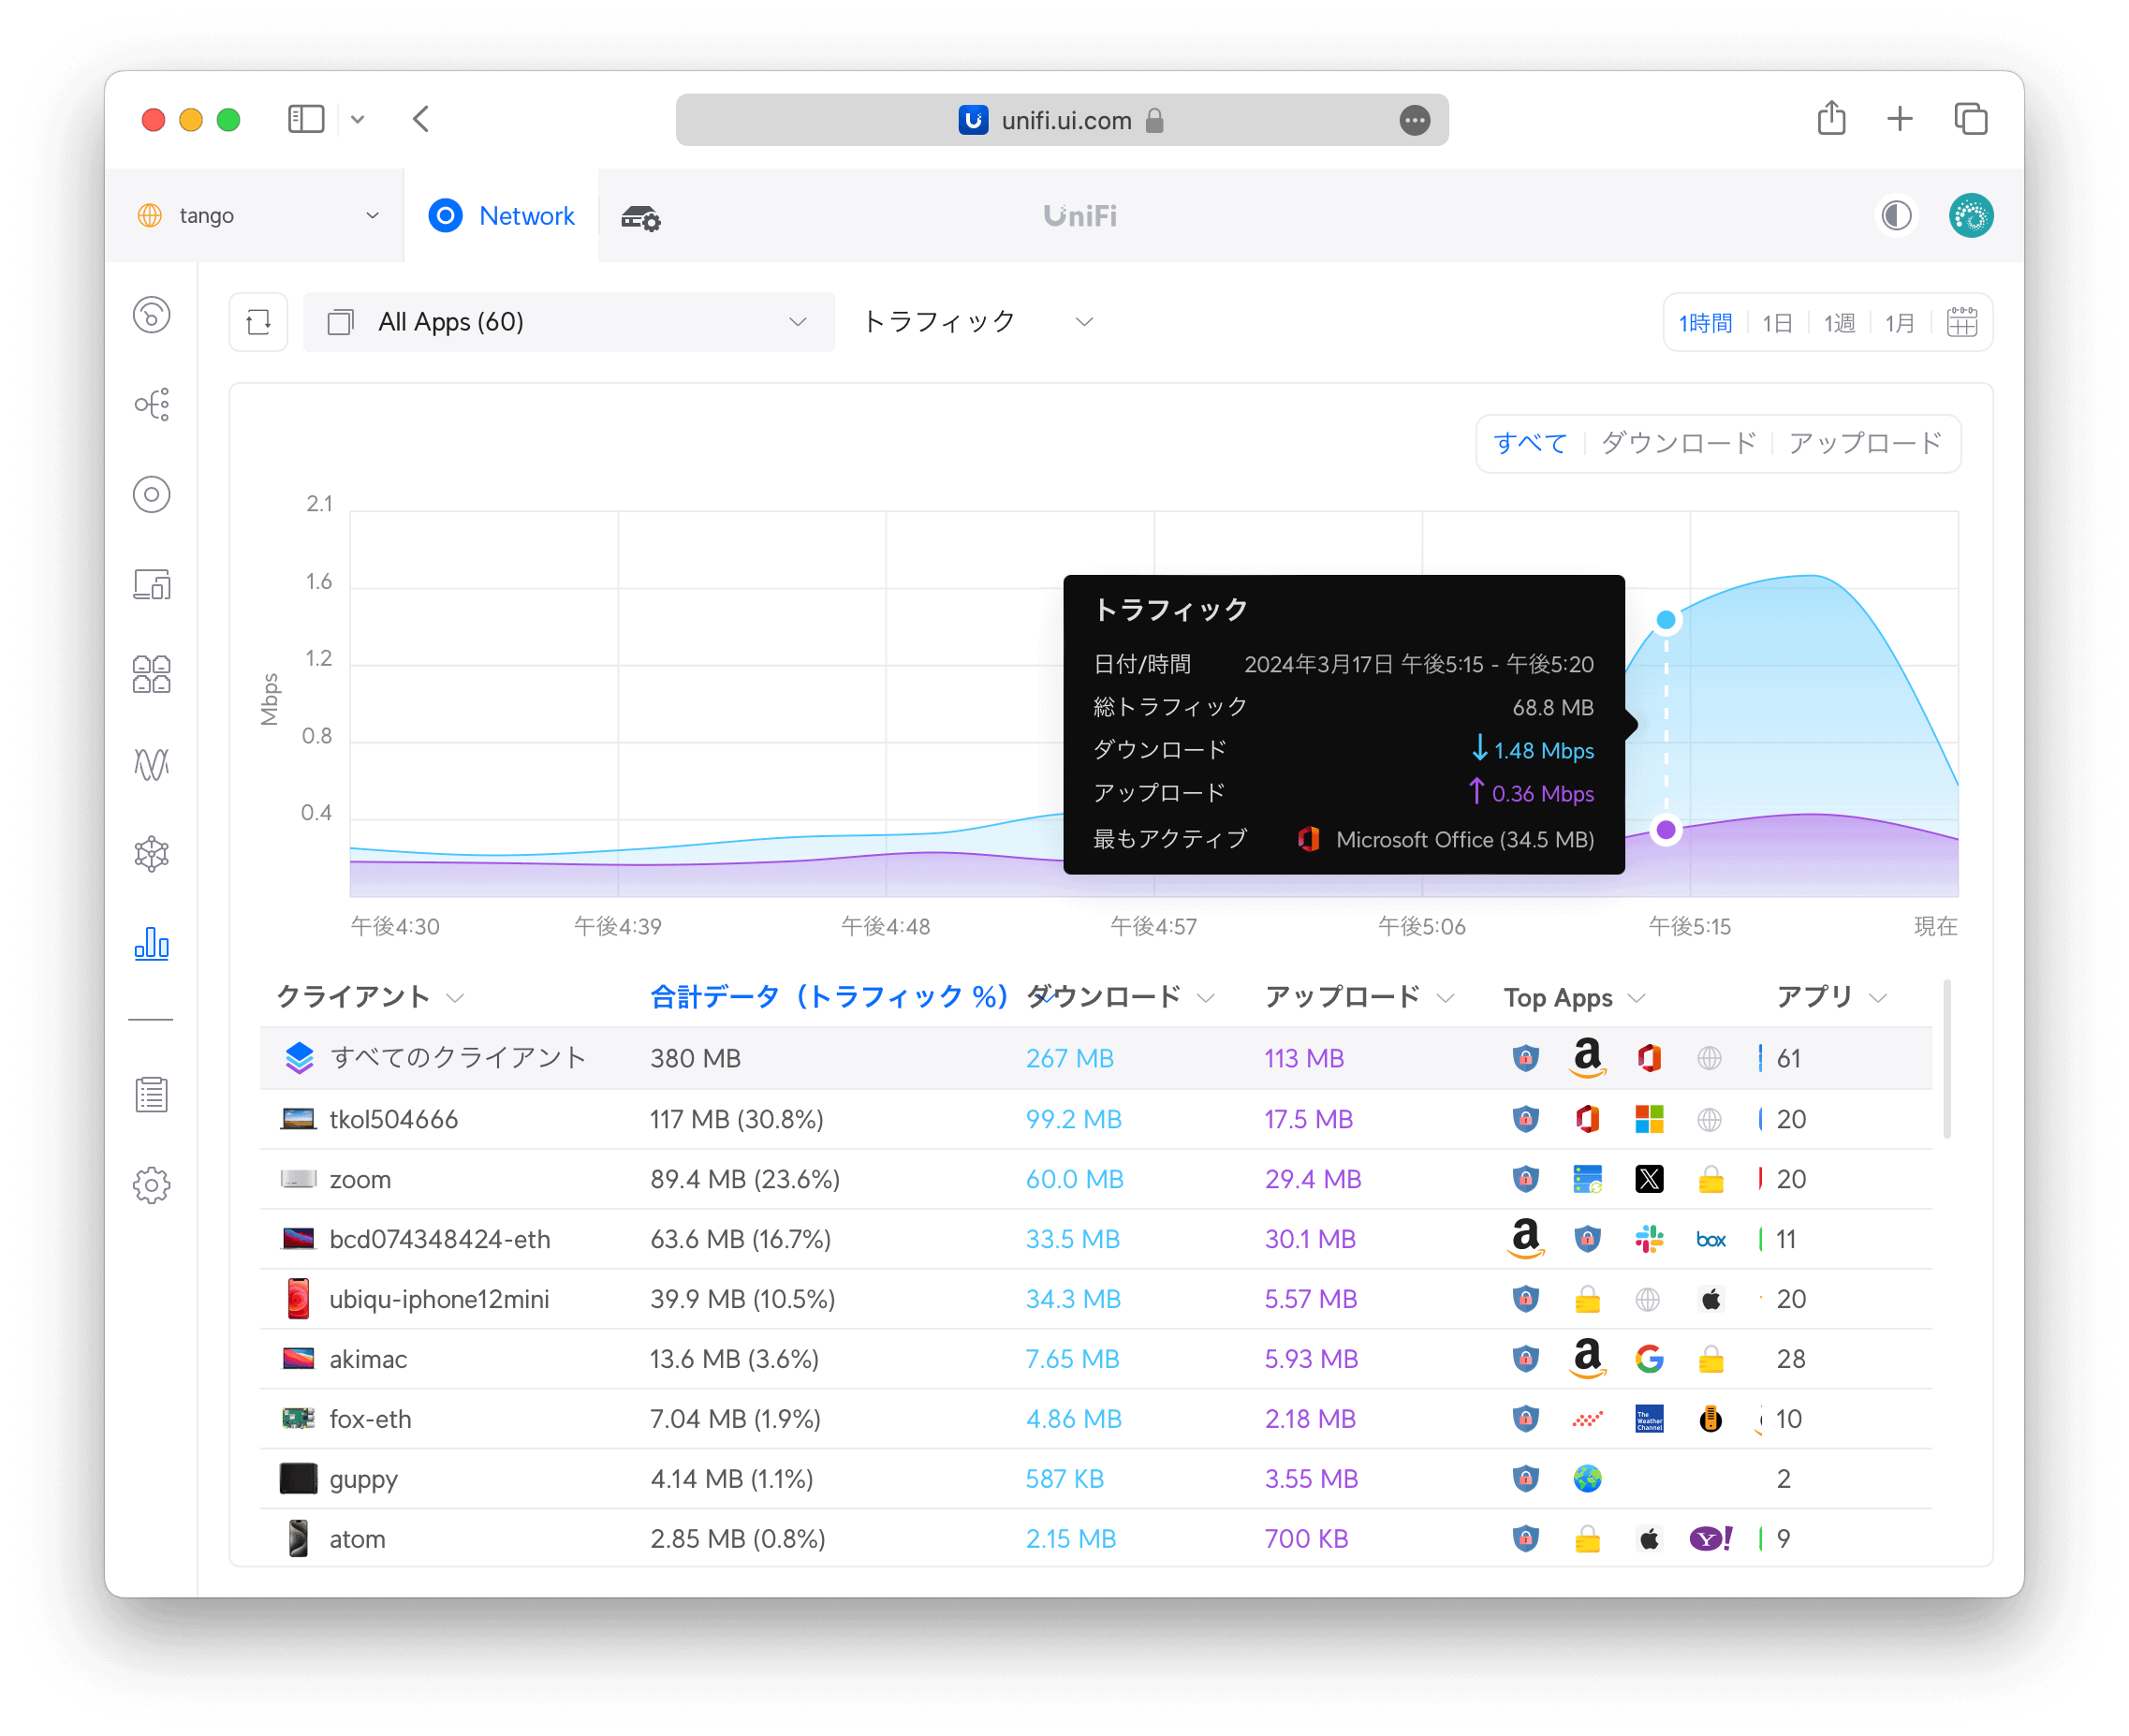 unifi.ui.com
tango
Network
UniFi
All Apps (60)
トラフィック
1時間 1日 1週 1月
すべて ダウンロード アップロード
2.1
1.6
1.2
0.8
0.4
Mbps
トラフィック
日付/時間 2024年3月17日 午後5:15 - 午後5:20
総トラフィック 68.8 MB
ダウンロード ↓1.48 Mbps
アップロード ↑0.36 Mbps
最もアクティブ Microsoft Office (34.5 MB)
午後4:30 午後4:39 午後4:48 午後4:57 午後5:06 午後5:15 現在
クライアント 合計データ（トラフィック %） ダウンロード アップロード Top Apps アプリ
すべてのクライアント 380 MB 267 MB 113 MB a 61
tkol504666 117 MB (30.8%) 99.2 MB 17.5 MB 20
zoom 89.4 MB (23.6%) 60.0 MB 29.4 MB X 20
bcd074348424-eth 63.6 MB (16.7%) 33.5 MB 30.1 MB a box 11
ubiqu-iphone12mini 39.9 MB (10.5%) 34.3 MB 5.57 MB 20
akimac 13.6 MB (3.6%) 7.65 MB 5.93 MB a G 28
fox-eth 7.04 MB (1.9%) 4.86 MB 2.18 MB The Weather Channel 10
guppy 4.14 MB (1.1%) 587 KB 3.55 MB 2
atom 2.85 MB (0.8%) 2.15 MB 700 KB Y! 9